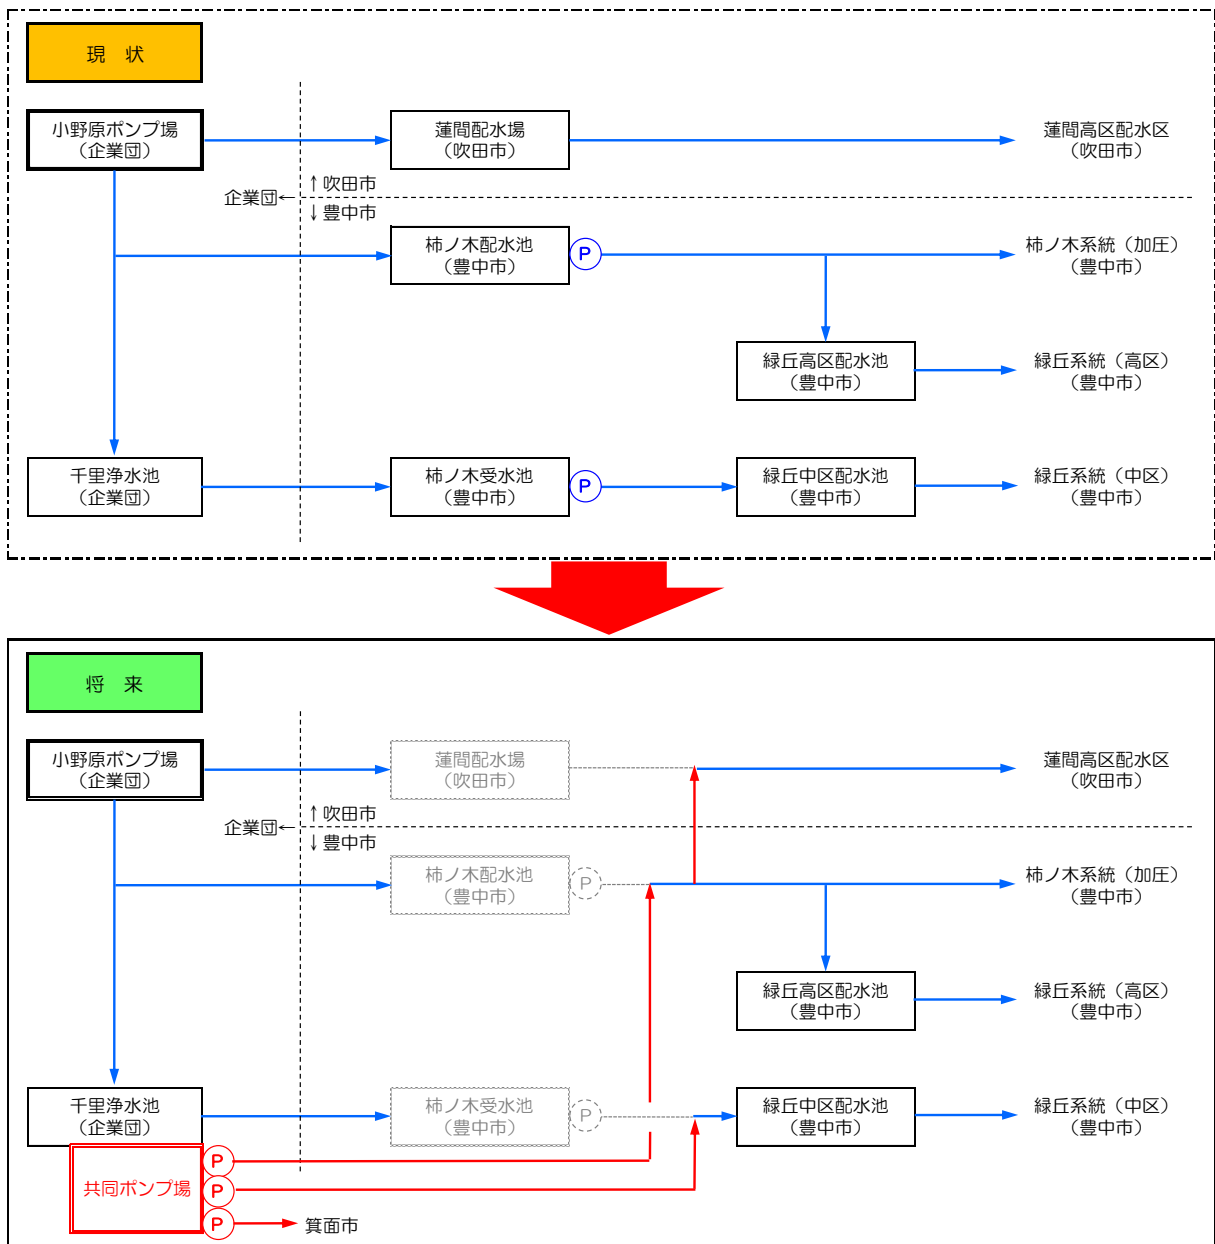 現　状
小野原ポンプ場
（企業団）
蓮間配水場
（吹田市）
蓮間高区配水区
（吹田市）
企業団←
↑吹田市
↓豊中市
柿ノ木配水池
（豊中市）
P
柿ノ木系統（加圧）
（豊中市）
緑丘高区配水池
（豊中市）
緑丘系統（高区）
（豊中市）
千里浄水池
（企業団）
柿ノ木受水池
（豊中市）
P
緑丘中区配水池
（豊中市）
緑丘系統（中区）
（豊中市）
将　来
小野原ポンプ場
（企業団）
蓮間配水場
（吹田市）
蓮間高区配水区
（吹田市）
企業団←
↑吹田市
↓豊中市
柿ノ木配水池
（豊中市）
P
柿ノ木系統（加圧）
（豊中市）
緑丘高区配水池
（豊中市）
緑丘系統（高区）
（豊中市）
千里浄水池
（企業団）
柿ノ木受水池
（豊中市）
P
緑丘中区配水池
（豊中市）
緑丘系統（中区）
（豊中市）
共同ポンプ場
P
P
P
箕面市